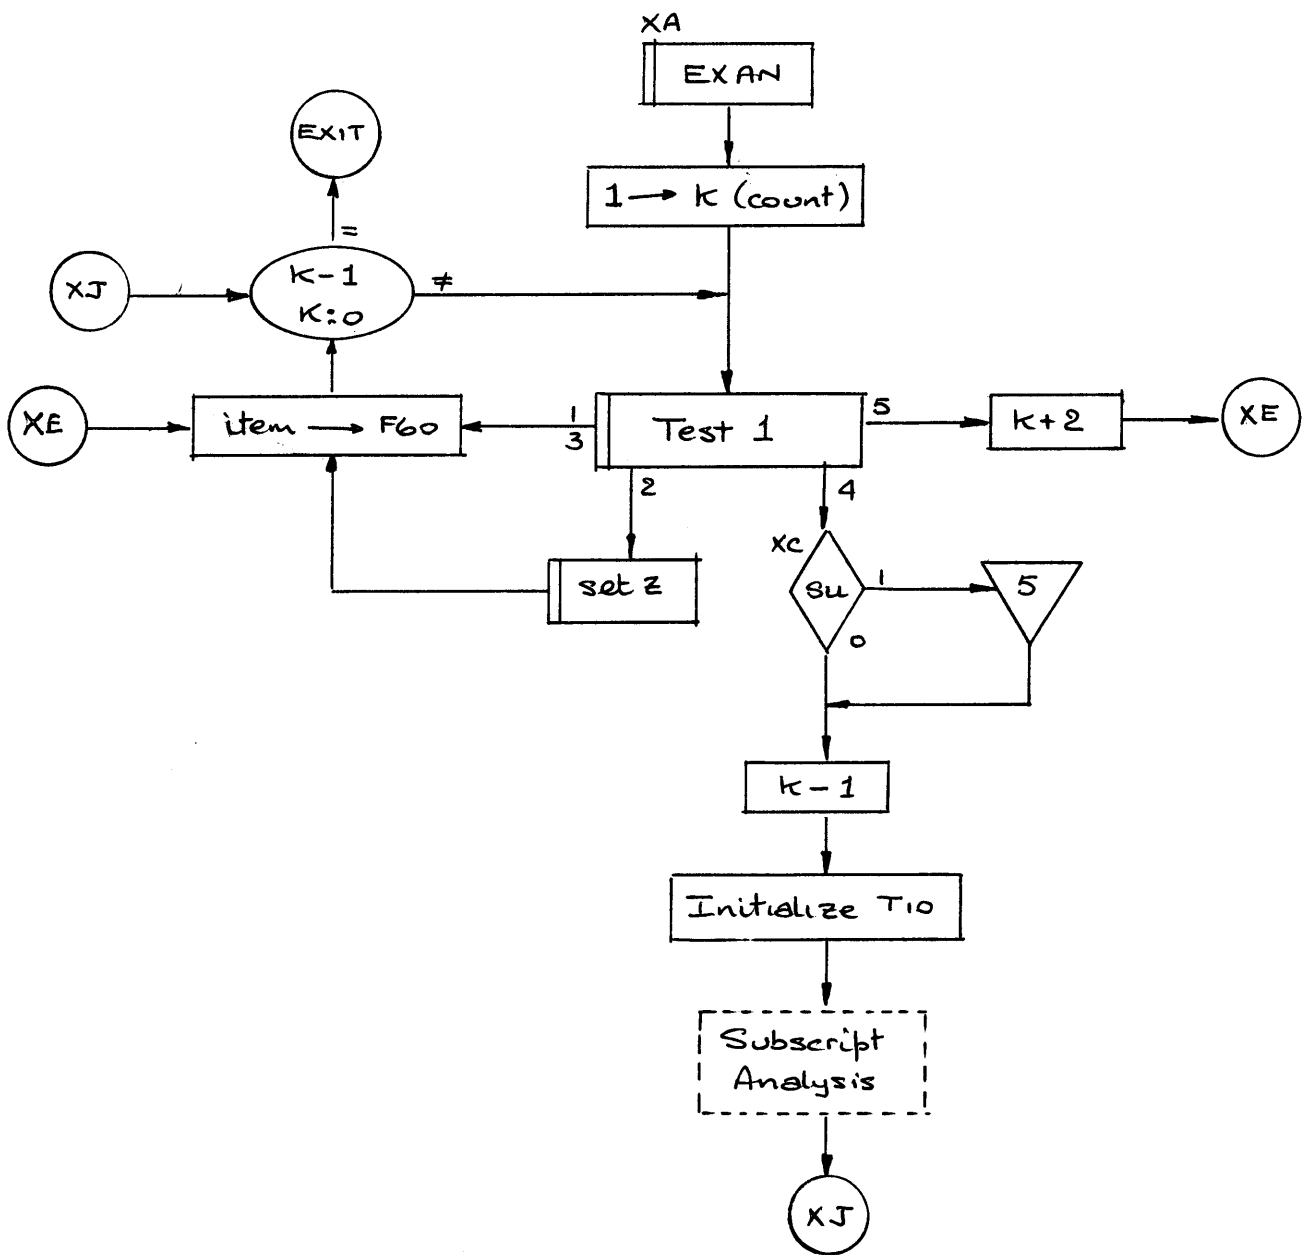 XA
EXAN
EXIT
1 → K (count)
=
XJ
K-1
K:0
≠
XE
item → F60
1
3
Test 1
5
K+2
XE
2
4
set z
XC
Su
1
5
0
K-1
Initialize T10
Subscript
Analysis
XJ